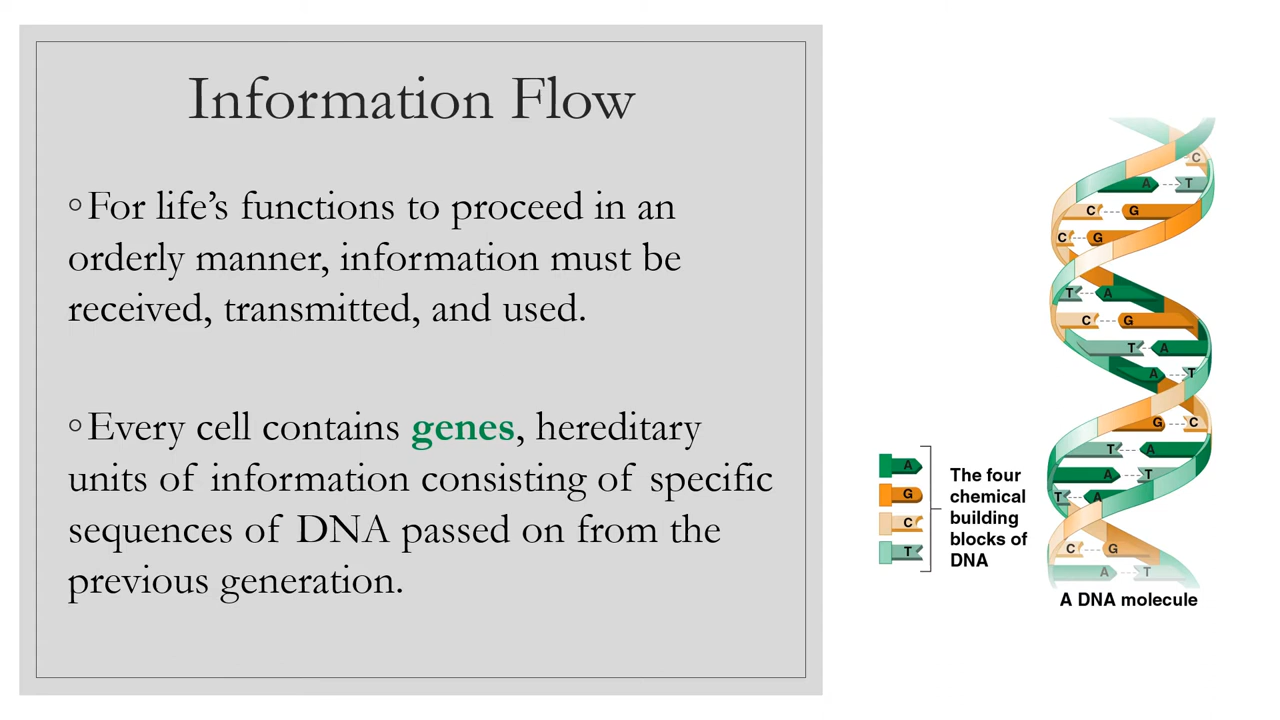 Information Flow
◦For life’s functions to proceed in an
orderly manner, information must be
received, transmitted, and used.
◦Every cell contains genes, hereditary
units of information consisting of specific
sequences of DNA passed on from the
previous generation.
C
A T
C G
C G
T A
C G
T A
A T
G C
T A
A T
T A
C G
A T
A
G
C
T
The four
chemical
building
blocks of
DNA
A DNA molecule